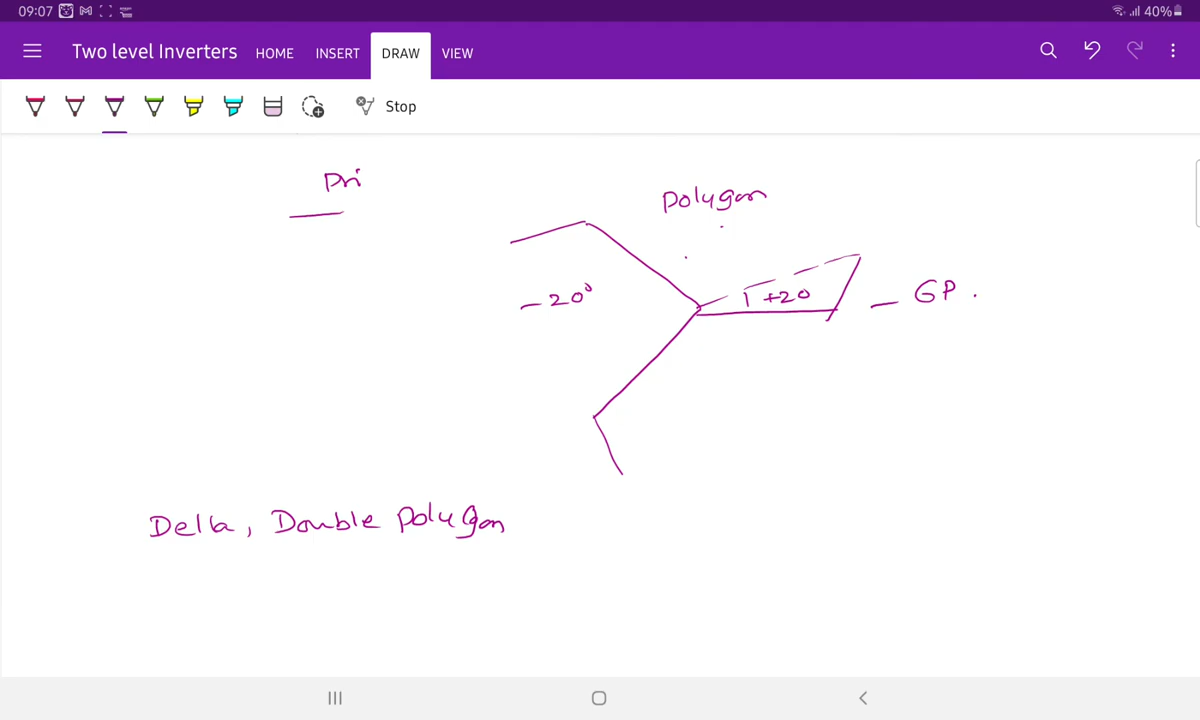 09:07 40%
Two level Inverters HOME INSERT DRAW VIEW
Stop
Pri
Polygon
-20° 1 +20 - GP.
Delta, Double Polygon